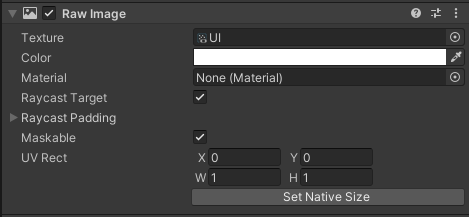 Raw Image
Texture UI
Color
Material None (Material)
Raycast Target
Raycast Padding
Maskable
UV Rect X 0 Y 0
W 1 H 1
Set Native Size